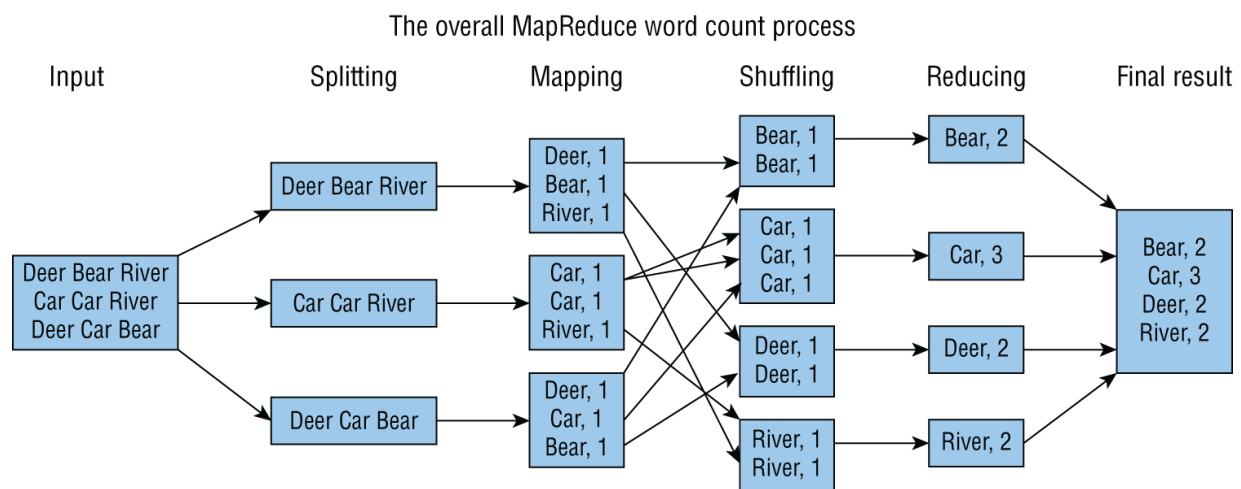 The overall MapReduce word count process
Input
Splitting
Mapping
Shuffling
Reducing
Final result
Deer Bear River
Car Car River
Deer Car Bear
Deer Bear River
Car Car River
Deer Car Bear
Deer, 1
Bear, 1
River, 1
Car, 1
Car, 1
River, 1
Deer, 1
Car, 1
Bear, 1
Bear, 1
Bear, 1
Car, 1
Car, 1
Car, 1
Deer, 1
Deer, 1
River, 1
River, 1
Bear, 2
Car, 3
Deer, 2
River, 2
Bear, 2
Car, 3
Deer, 2
River, 2